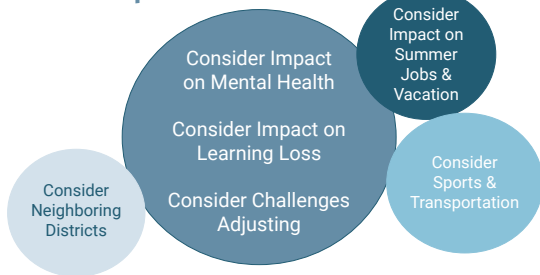 Consider Impact
on Mental Health
Consider Impact on
Learning Loss
Consider Challenges
Adjusting
Consider
Impact on
Summer
Jobs &
Vacation
Consider
Sports &
Transportation
Consider
Neighboring
Districts